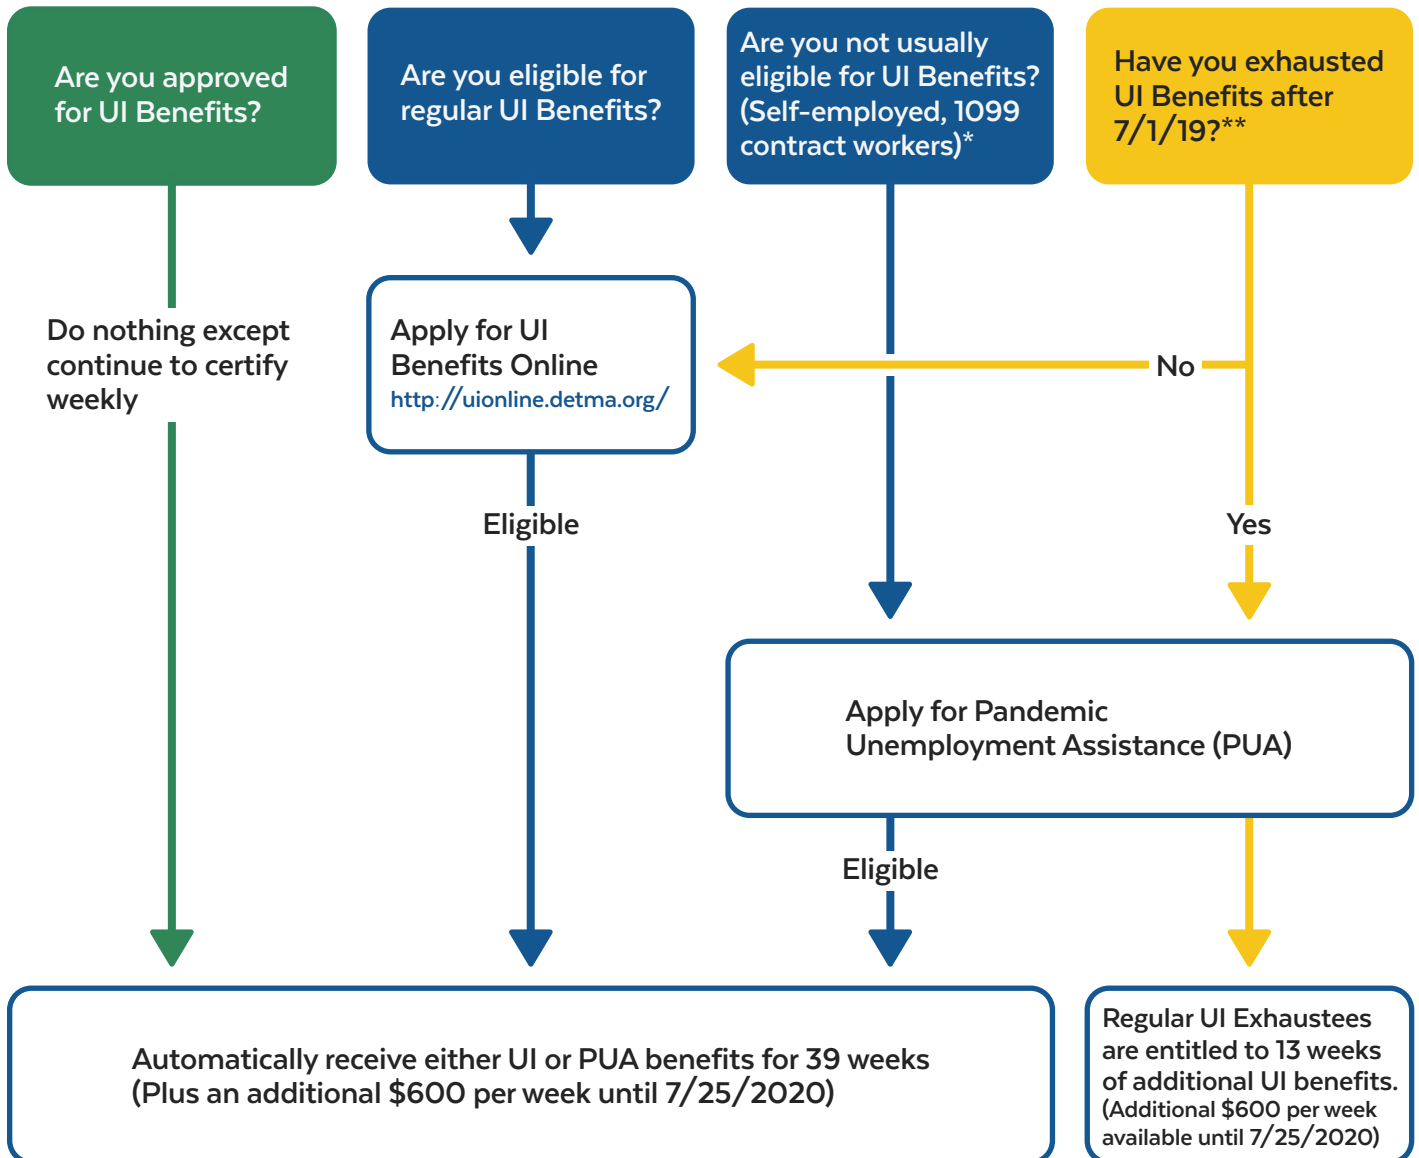 Are you approved
for UI Benefits?
Are you eligible for
regular UI Benefits?
Are you not usually
eligible for UI Benefits?
(Self-employed, 1099
contract workers)*
Have you exhausted
UI Benefits after
7/1/19?**
Do nothing except
continue to certify
weekly
Apply for UI
Benefits Online
http://uionline.detma.org/
No
Eligible
Yes
Apply for Pandemic
Unemployment Assistance (PUA)
Eligible
Automatically receive either UI or PUA benefits for 39 weeks
(Plus an additional $600 per week until 7/25/2020)
Regular UI Exhaustees
are entitled to 13 weeks
of additional UI benefits.
(Additional $600 per week
available until 7/25/2020)